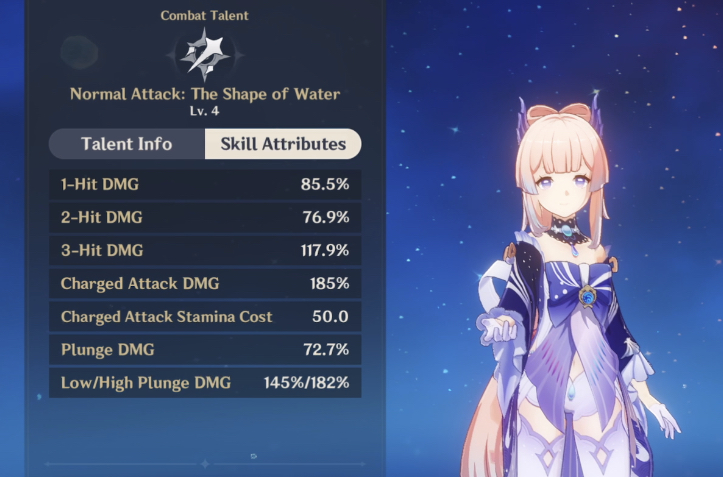 Combat Talent
Normal Attack: The Shape of Water
Lv. 4
Talent Info Skill Attributes
1-Hit DMG 85.5%
2-Hit DMG 76.9%
3-Hit DMG 117.9%
Charged Attack DMG 185%
Charged Attack Stamina Cost 50.0
Plunge DMG 72.7%
Low/High Plunge DMG 145%/182%